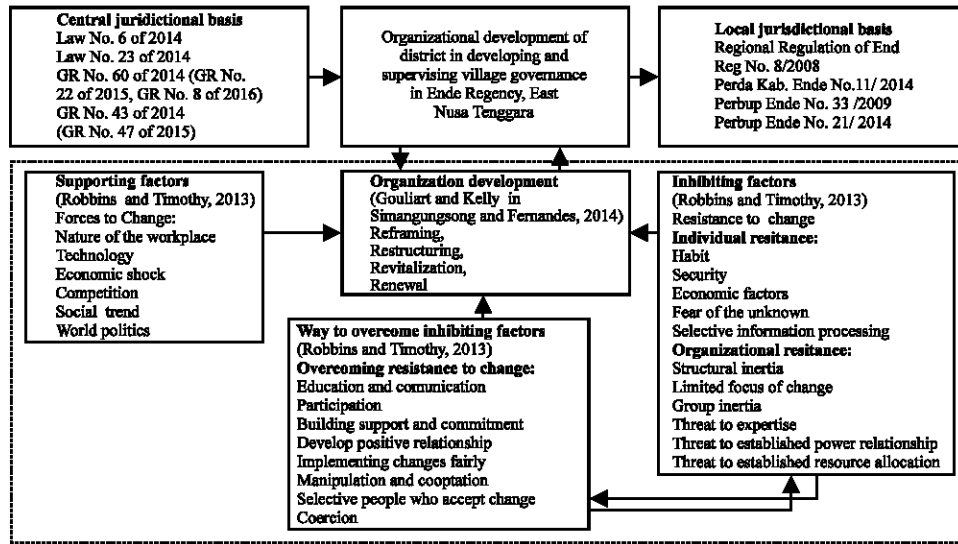 Central juridictional basis
Law No. 6 of 2014
Law No. 23 of 2014
GR No. 60 of 2014 (GR No.
22 of 2015, GR No. 8 of 2016)
GR No. 43 of 2014
(GR No. 47 of 2015)
Organizational development of
district in developing and
supervising village governance
in Ende Regency, East
Nusa Tenggara
Local jurisdictional basis
Regional Regulation of End
Reg No. 8/2008
Perda Kab. Ende No.11/ 2014
Perbup Ende No. 33 /2009
Perbup Ende No. 21/ 2014
Supporting factors
(Robbins and Timothy, 2013)
Forces to Change:
Nature of the workplace
Technology
Economic shock
Competition
Social trend
World politics
Organization development
(Gouliart and Kelly in
Simangungsong and Fernandes, 2014)
Reframing,
Restructuring,
Revitalization,
Renewal
Inhibiting factors
(Robbins and Timothy, 2013)
Resistance to change
Individual resitance:
Habit
Security
Economic factors
Fear of the unknown
Selective information processing
Organizational resitance:
Structural inertia
Limited focus of change
Group inertia
Threat to expertise
Threat to established power relationship
Threat to established resource allocation
Way to overcome inhibiting factors
(Robbins and Timothy, 2013)
Overcoming resistance to change:
Education and comunication
Participation
Building support and commitment
Develop positive relationship
Implementing changes fairly
Manipulation and cooptation
Selective people who accept change
Coercion